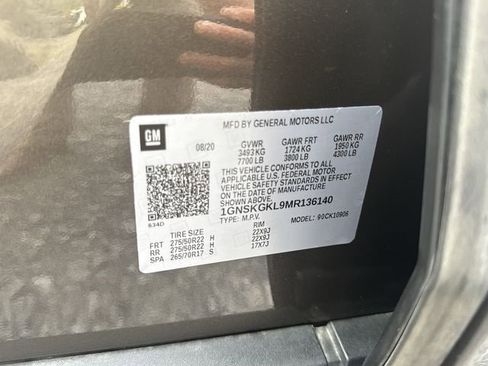 MFD BY GENERAL MOTORS LLC
GM
08/20 GVWR GAWR FRT GAWR RR
3493 KG 1724 KG 1950 KG
7700 LB 3800 LB 4300 LB
THIS VEHICLE CONFORMS TO ALL
APPLICABLE U.S. FEDERAL MOTOR
VEHICLE SAFETY STANDARDS IN
EFFECT ON THE DATE OF
MANUFACTURE SHOWN ABOVE.
1GNSKGKL9MR136140
TYPE: M.P.V. MODEL: 90CK10906
634D
TIRE SIZE RIM
FRT 275/50R22 H 22X9J
RR 275/50R22 H 22X9J
SPA 265/70R17 S 17X7J